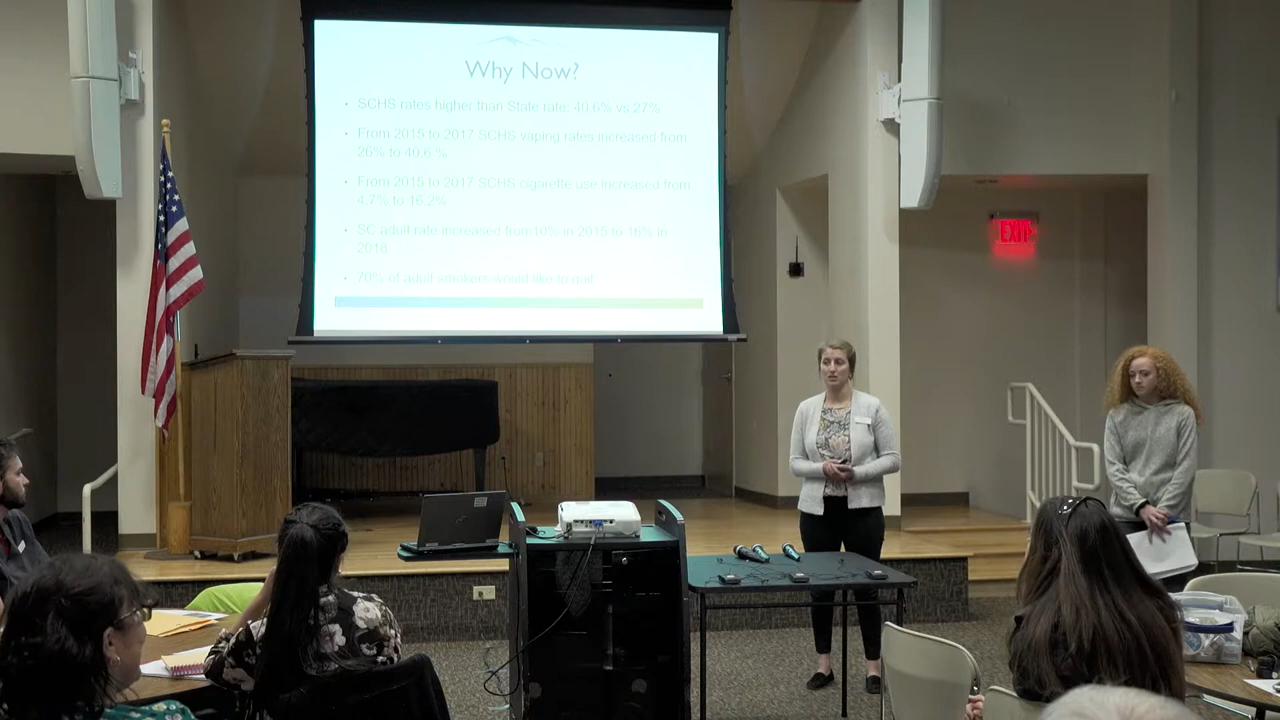 Why Now?
• SCHS rates higher than State rate: 40.6% vs 27%
• From 2015 to 2017 SCHS vaping rates increased from
26% to 40.6 %
• From 2015 to 2017 SCHS cigarette use increased from
4.7% to 16.2%
• SC adult rate increased from10% in 2015 to 16% in
2018
• 70% of adult smokers would like to quit
EXIT